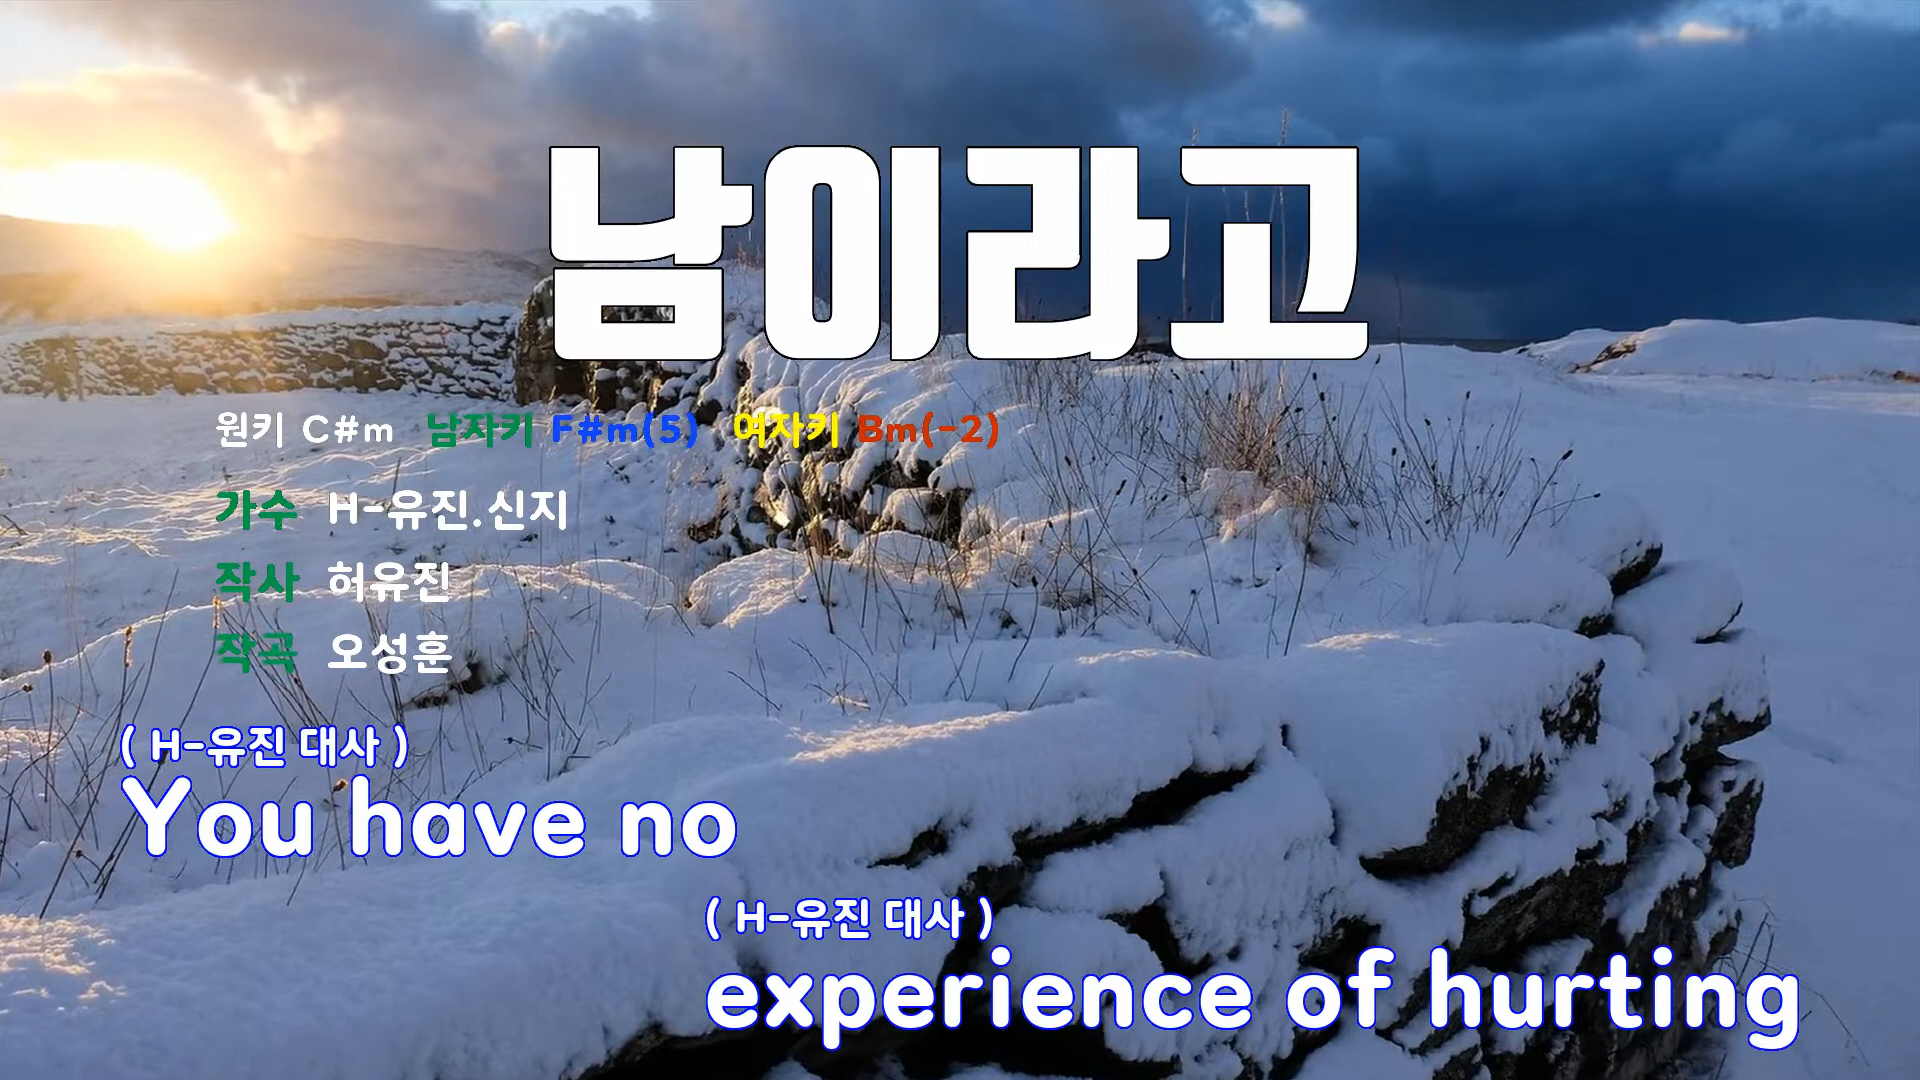 남이라고
원키 C#m 남자키 F#m(5) 여자키 Bm(-2)
가수 H-유진.신지
작사 허유진
작곡 오성훈
( H-유진 대사 )
You have no
( H-유진 대사 )
experience of hurting